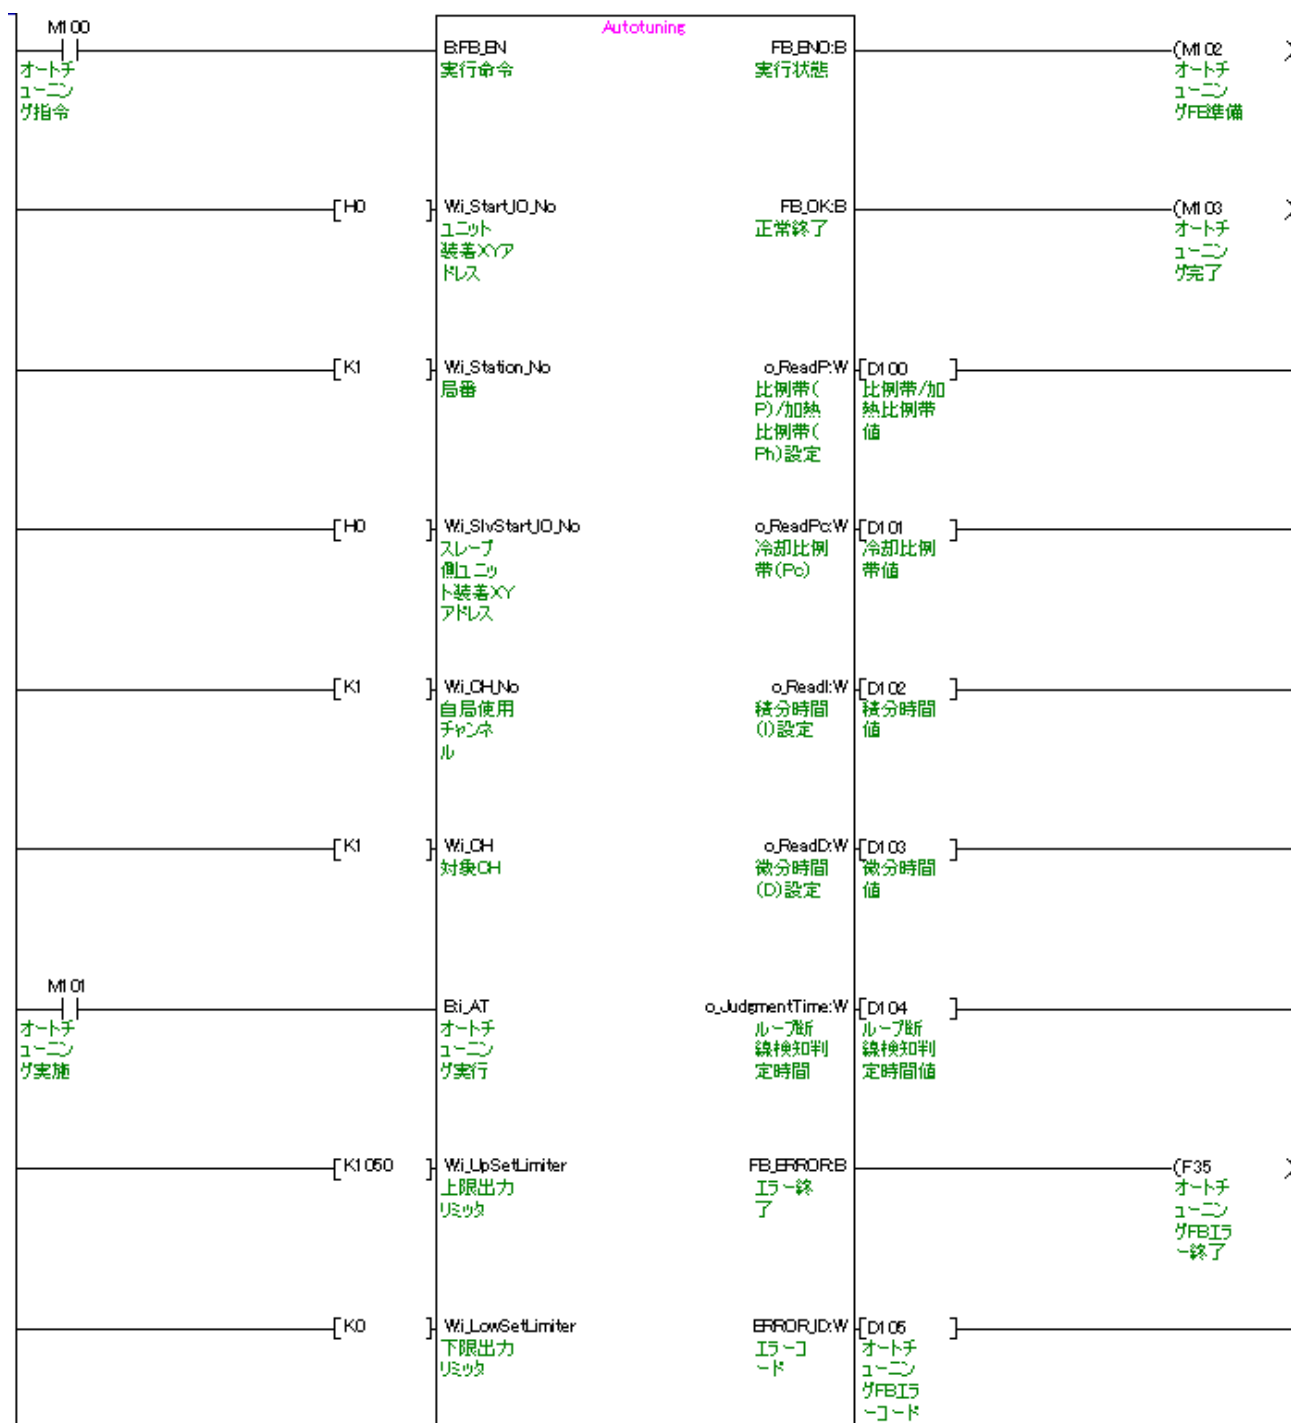 Autotuning
M100
オートチ
ューニン
グ指令
B:FB_EN
実行命令
FB_ENO:B
実行状態
M102
オートチ
ューニン
グFB準備
H0
W:i_Start_IO_No
ユニット
装着XYア
ドレス
FB_OK:B
正常終了
M103
オートチ
ューニン
グ完了
K1
W:i_Station_No
局番
o_ReadP:W
比例帯(
P)/加熱
比例帯(
Ph)設定
D100
比例帯/加
熱比例帯
値
H0
W:i_SlvStart_IO_No
スレーブ
側ユニッ
ト装着XY
アドレス
o_ReadPc:W
冷却比例
帯(Pc)
D101
冷却比例
帯値
K1
W:i_CH_No
自局使用
チャンネ
ル
o_ReadI:W
積分時間
(I)設定
D102
積分時間
値
K1
W:i_CH
対象CH
o_ReadD:W
微分時間
(D)設定
D103
微分時間
値
M101
オートチ
ューニン
グ実施
B:i_AT
オートチ
ューニン
グ実行
o_JudgmentTime:W
ループ断
線検知判
定時間
D104
ループ断
線検知判
定時間値
K1050
W:i_UpSetLimiter
上限出力
リミッタ
FB_ERROR:B
エラー終
了
F35
オートチ
ューニン
グFBエラ
ー終了
K0
W:i_LowSetLimiter
下限出力
リミッタ
ERROR_ID:W
エラーコ
ード
D105
オートチ
ューニン
グFBエラ
ーコード